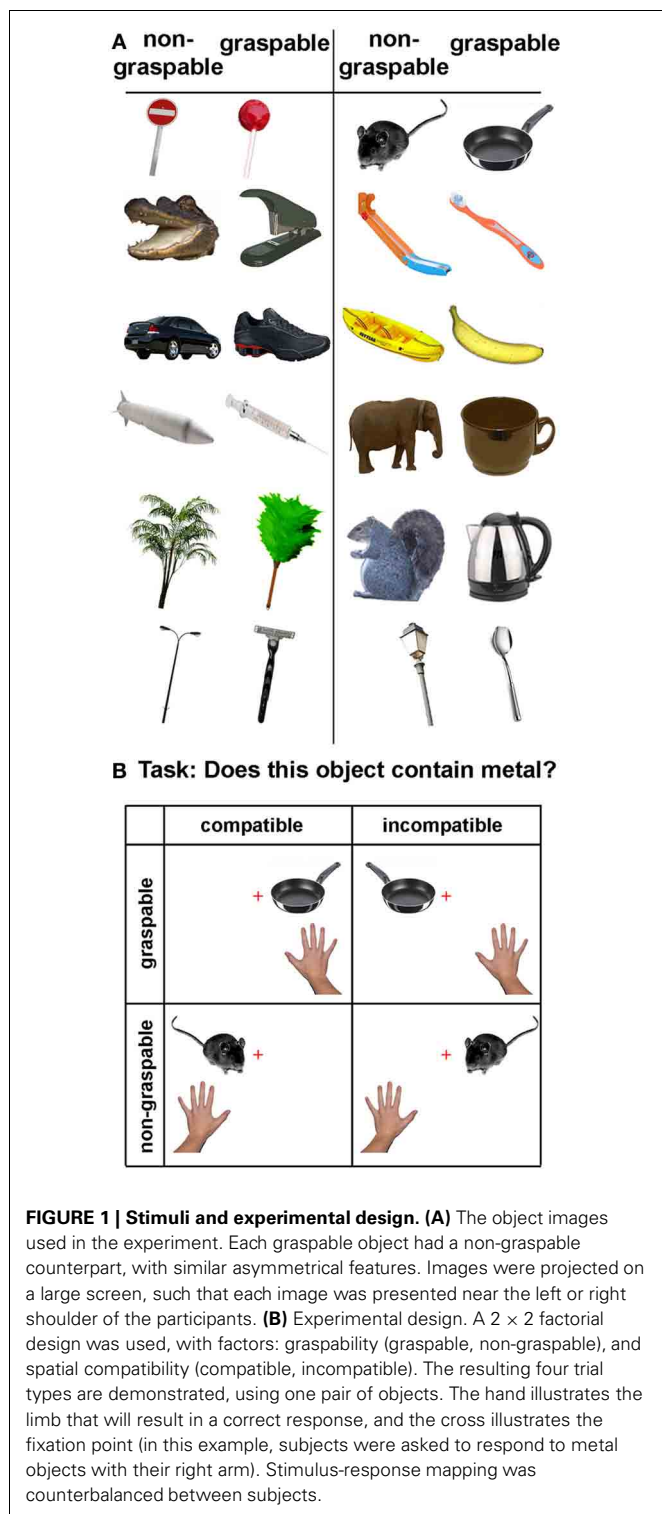 A non-graspable graspable non-graspable graspable
B Task: Does this object contain metal?
compatible incompatible
graspable
+ +
non-graspable
+ +
FIGURE 1 | Stimuli and experimental design. (A) The object images
used in the experiment. Each graspable object had a non-graspable
counterpart, with similar asymmetrical features. Images were projected on
a large screen, such that each image was presented near the left or right
shoulder of the participants. (B) Experimental design. A 2 × 2 factorial
design was used, with factors: graspability (graspable, non-graspable), and
spatial compatibility (compatible, incompatible). The resulting four trial
types are demonstrated, using one pair of objects. The hand illustrates the
limb that will result in a correct response, and the cross illustrates the
fixation point (in this example, subjects were asked to respond to metal
objects with their right arm). Stimulus-response mapping was
counterbalanced between subjects.